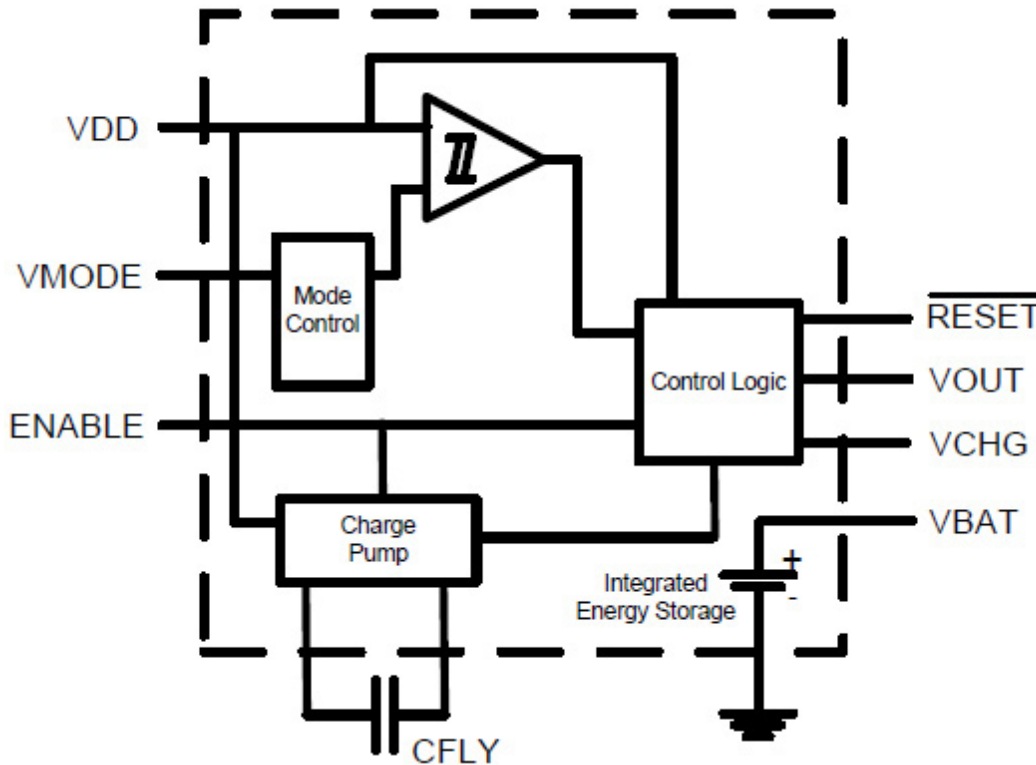 VDD
VMODE
Mode
Control
ENABLE
Charge
Pump
CFLY
Control Logic
RESET
VOUT
VCHG
VBAT
+
-
Integrated
Energy Storage